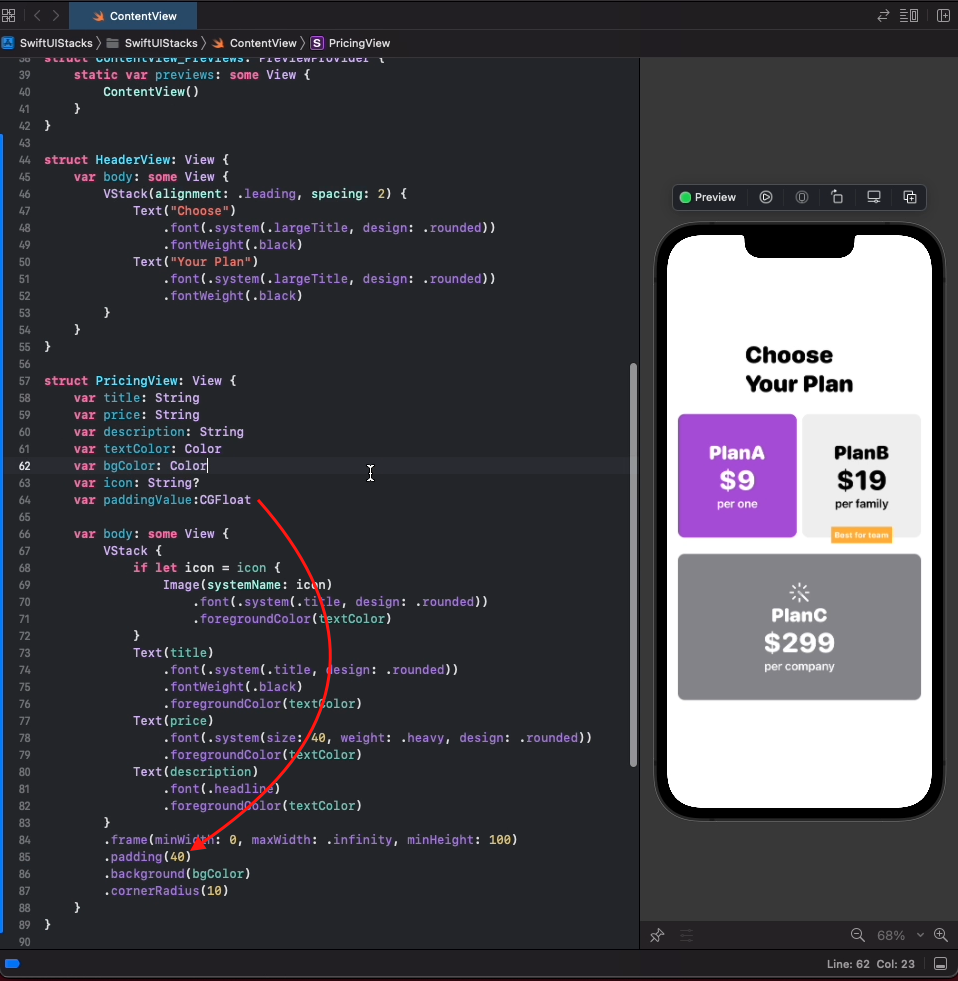 ContentView
SwiftUIStacks SwiftUIStacks ContentView S PricingView
38 struct ContentView_Previews: PreviewProvider {
39 static var previews: some View {
40 ContentView()
41 }
42 }
43
44 struct HeaderView: View {
45 var body: some View {
46 VStack(alignment: .leading, spacing: 2) {
47 Text("Choose")
48 .font(.system(.largeTitle, design: .rounded))
49 .fontWeight(.black)
50 Text("Your Plan")
51 .font(.system(.largeTitle, design: .rounded))
52 .fontWeight(.black)
53 }
54 }
55 }
56
57 struct PricingView: View {
58 var title: String
59 var price: String
60 var description: String
61 var textColor: Color
62 var bgColor: Color
63 var icon: String?
64 var paddingValue:CGFloat
65
66 var body: some View {
67 VStack {
68 if let icon = icon {
69 Image(systemName: icon)
70 .font(.system(.title, design: .rounded))
71 .foregroundColor(textColor)
72 }
73 Text(title)
74 .font(.system(.title, design: .rounded))
75 .fontWeight(.black)
76 .foregroundColor(textColor)
77 Text(price)
78 .font(.system(size: 40, weight: .heavy, design: .rounded))
79 .foregroundColor(textColor)
80 Text(description)
81 .font(.headline)
82 .foregroundColor(textColor)
83 }
84 .frame(minWidth: 0, maxWidth: .infinity, minHeight: 100)
85 .padding(40)
86 .background(bgColor)
87 .cornerRadius(10)
88 }
89 }
90
Preview
Choose
Your Plan
PlanA
$9
per one
PlanB
$19
per family
Best for team
PlanC
$299
per company
68%
Line: 62 Col: 23